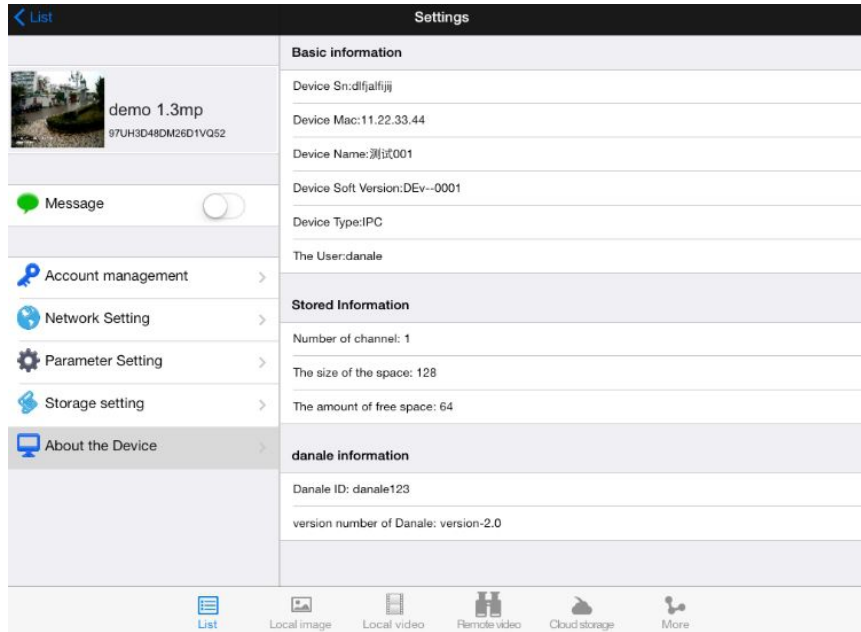 List
Settings
demo 1.3mp
97UH3D48DM26D1VQ52
Message
Account management
Network Setting
Parameter Setting
Storage setting
About the Device
Basic information
Device Sn:dlfjalfijij
Device Mac:11.22.33.44
Device Name:测试001
Device Soft Version:DEv--0001
Device Type:IPC
The User:danale
Stored Information
Number of channel: 1
The size of the space: 128
The amount of free space: 64
danale information
Danale ID: danale123
version number of Danale: version-2.0
List
Local image
Local video
Remote video
Cloud storage
More